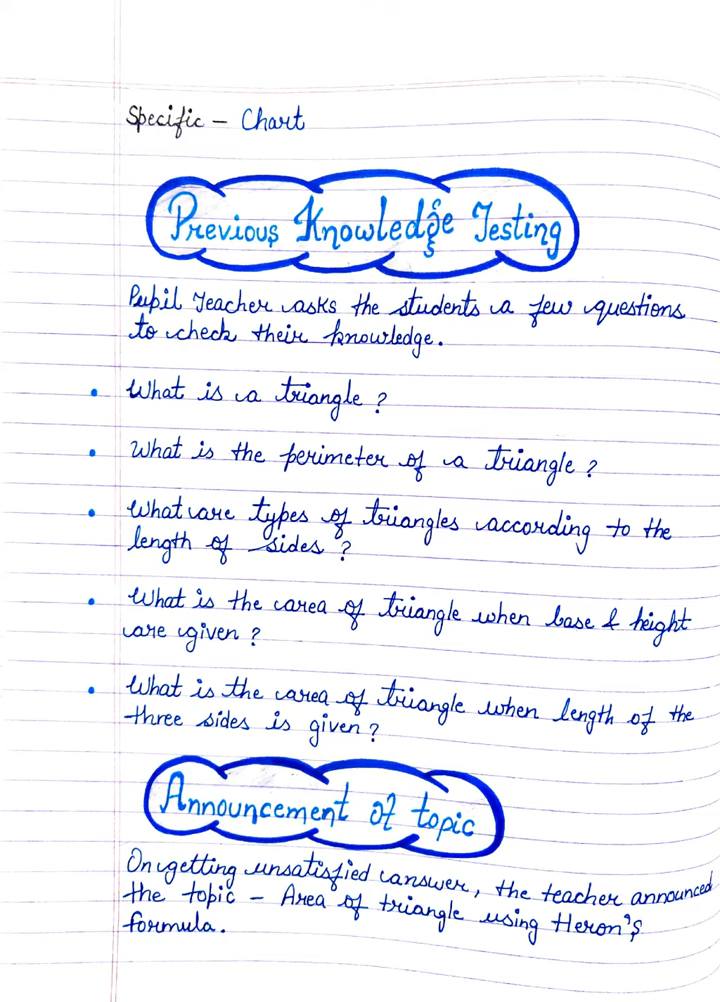 Specific - Chart
Previous Knowledge Testing
Pupil Teacher asks the students a few questions
to check their knowledge.
• What is a triangle ?
• What is the perimeter of a triangle ?
• What are types of triangles according to the
length of sides ?
• What is the area of triangle when base & height
are given ?
• What is the area of triangle when length of the
three sides is given ?
Announcement of topic
On getting unsatisfied answer, the teacher announced
the topic - Area of triangle using Heron's
formula.